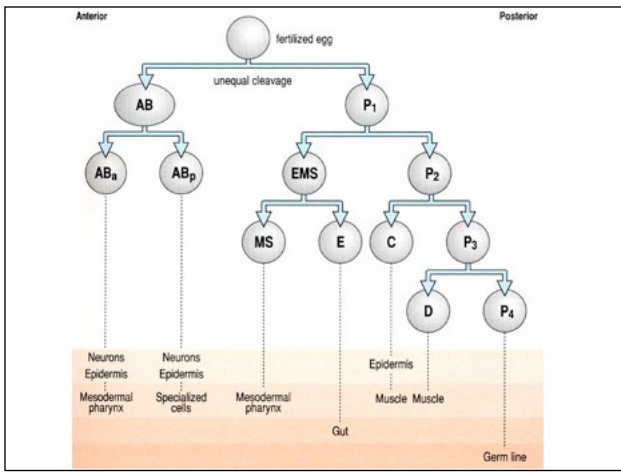 Anterior
Posterior
fertilized egg
unequal cleavage
AB
P1
ABa
ABp
EMS
P2
MS
E
C
P3
D
P4
Neurons
Neurons
Epidermis
Epidermis
Epidermis
Mesodermal
pharynx
Specialized
cells
Mesodermal
pharynx
Muscle
Muscle
Gut
Germ line